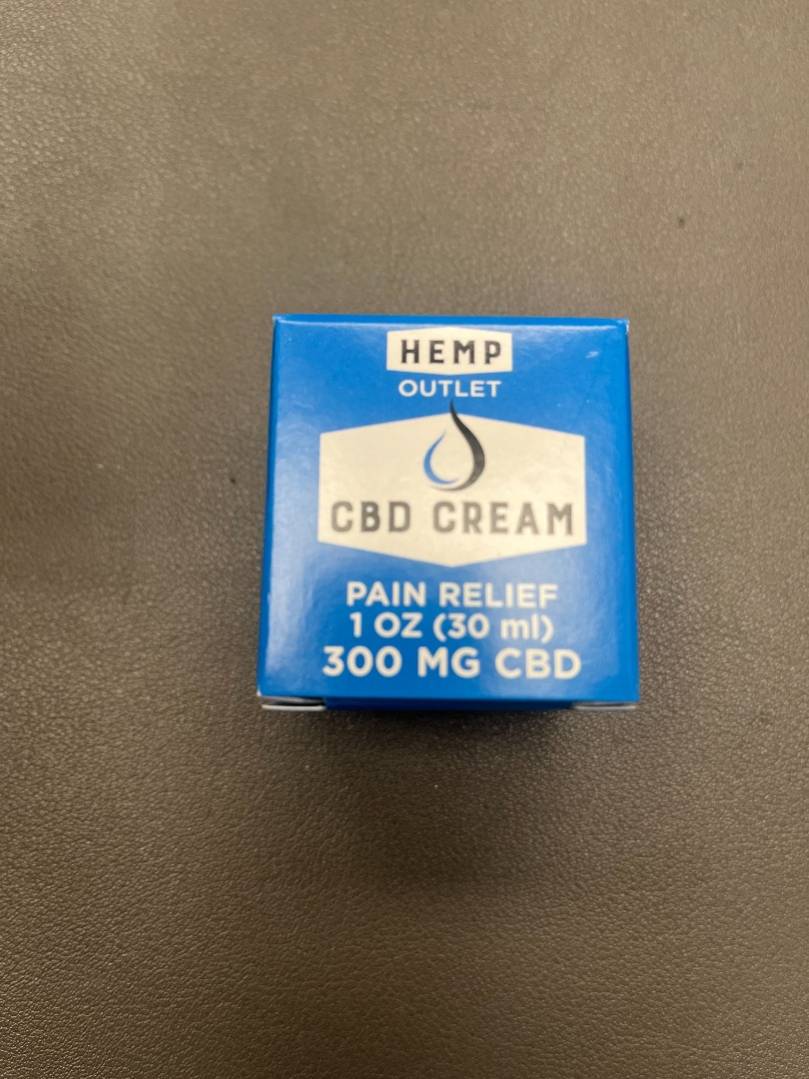 HEMP
OUTLET
CBD CREAM
PAIN RELIEF
1 OZ (30 ml)
300 MG CBD